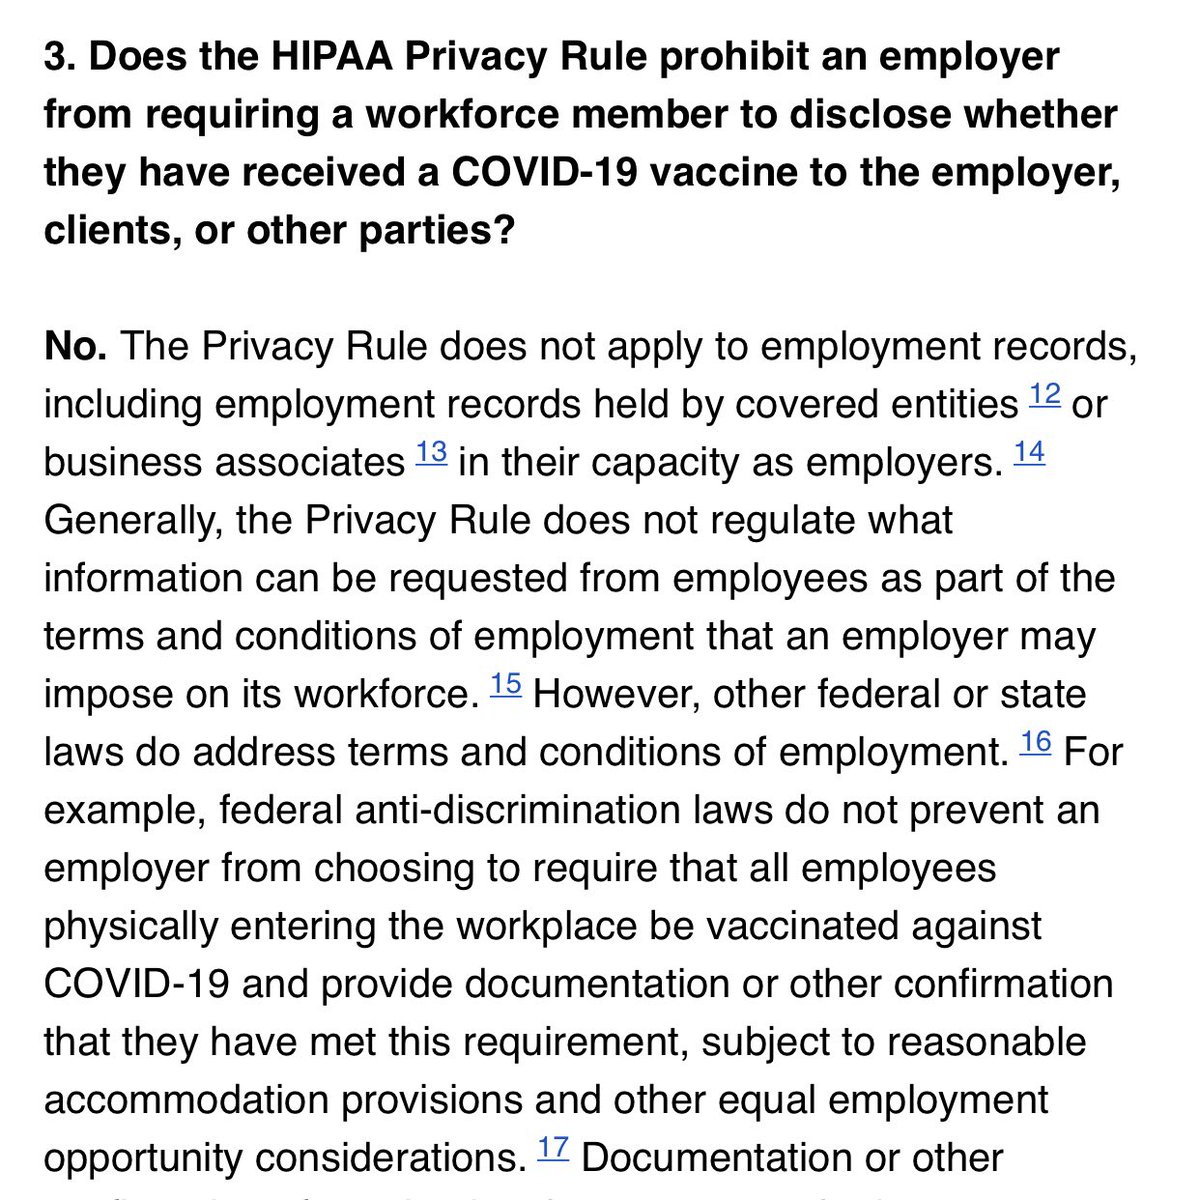 3. Does the HIPAA Privacy Rule prohibit an employer
from requiring a workforce member to disclose whether
they have received a COVID-19 vaccine to the employer,
clients, or other parties?
No. The Privacy Rule does not apply to employment records,
including employment records held by covered entities 12 or
business associates 13 in their capacity as employers. 14
Generally, the Privacy Rule does not regulate what
information can be requested from employees as part of the
terms and conditions of employment that an employer may
impose on its workforce. 15 However, other federal or state
laws do address terms and conditions of employment. 16 For
example, federal anti-discrimination laws do not prevent an
employer from choosing to require that all employees
physically entering the workplace be vaccinated against
COVID-19 and provide documentation or other confirmation
that they have met this requirement, subject to reasonable
accommodation provisions and other equal employment
opportunity considerations. 17 Documentation or other